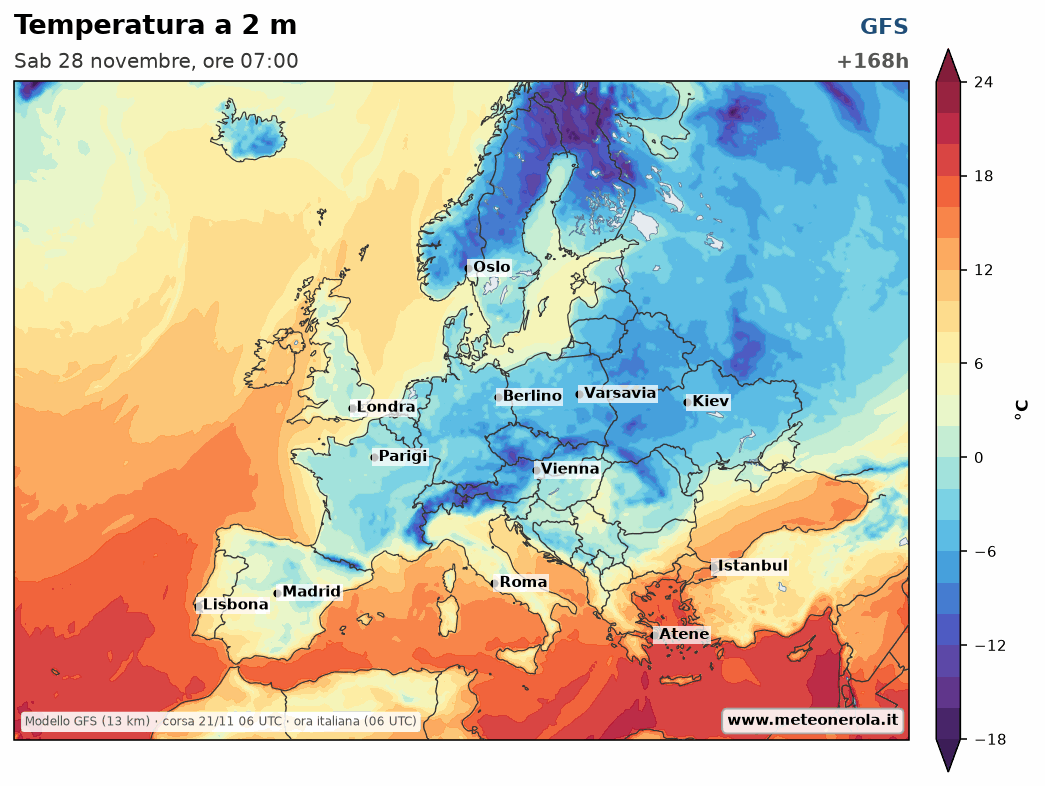 Temperatura a 2 m
GFS
Sab 28 novembre, ore 07:00
+168h
24
18
12
6
0
−6
−12
−18
°C
Oslo
Londra
Berlino
Varsavia
Kiev
Parigi
Vienna
Istanbul
Roma
Madrid
Lisbona
Atene
Modello GFS (13 km) · corsa 21/11 06 UTC · ora italiana (06 UTC)
www.meteonerola.it